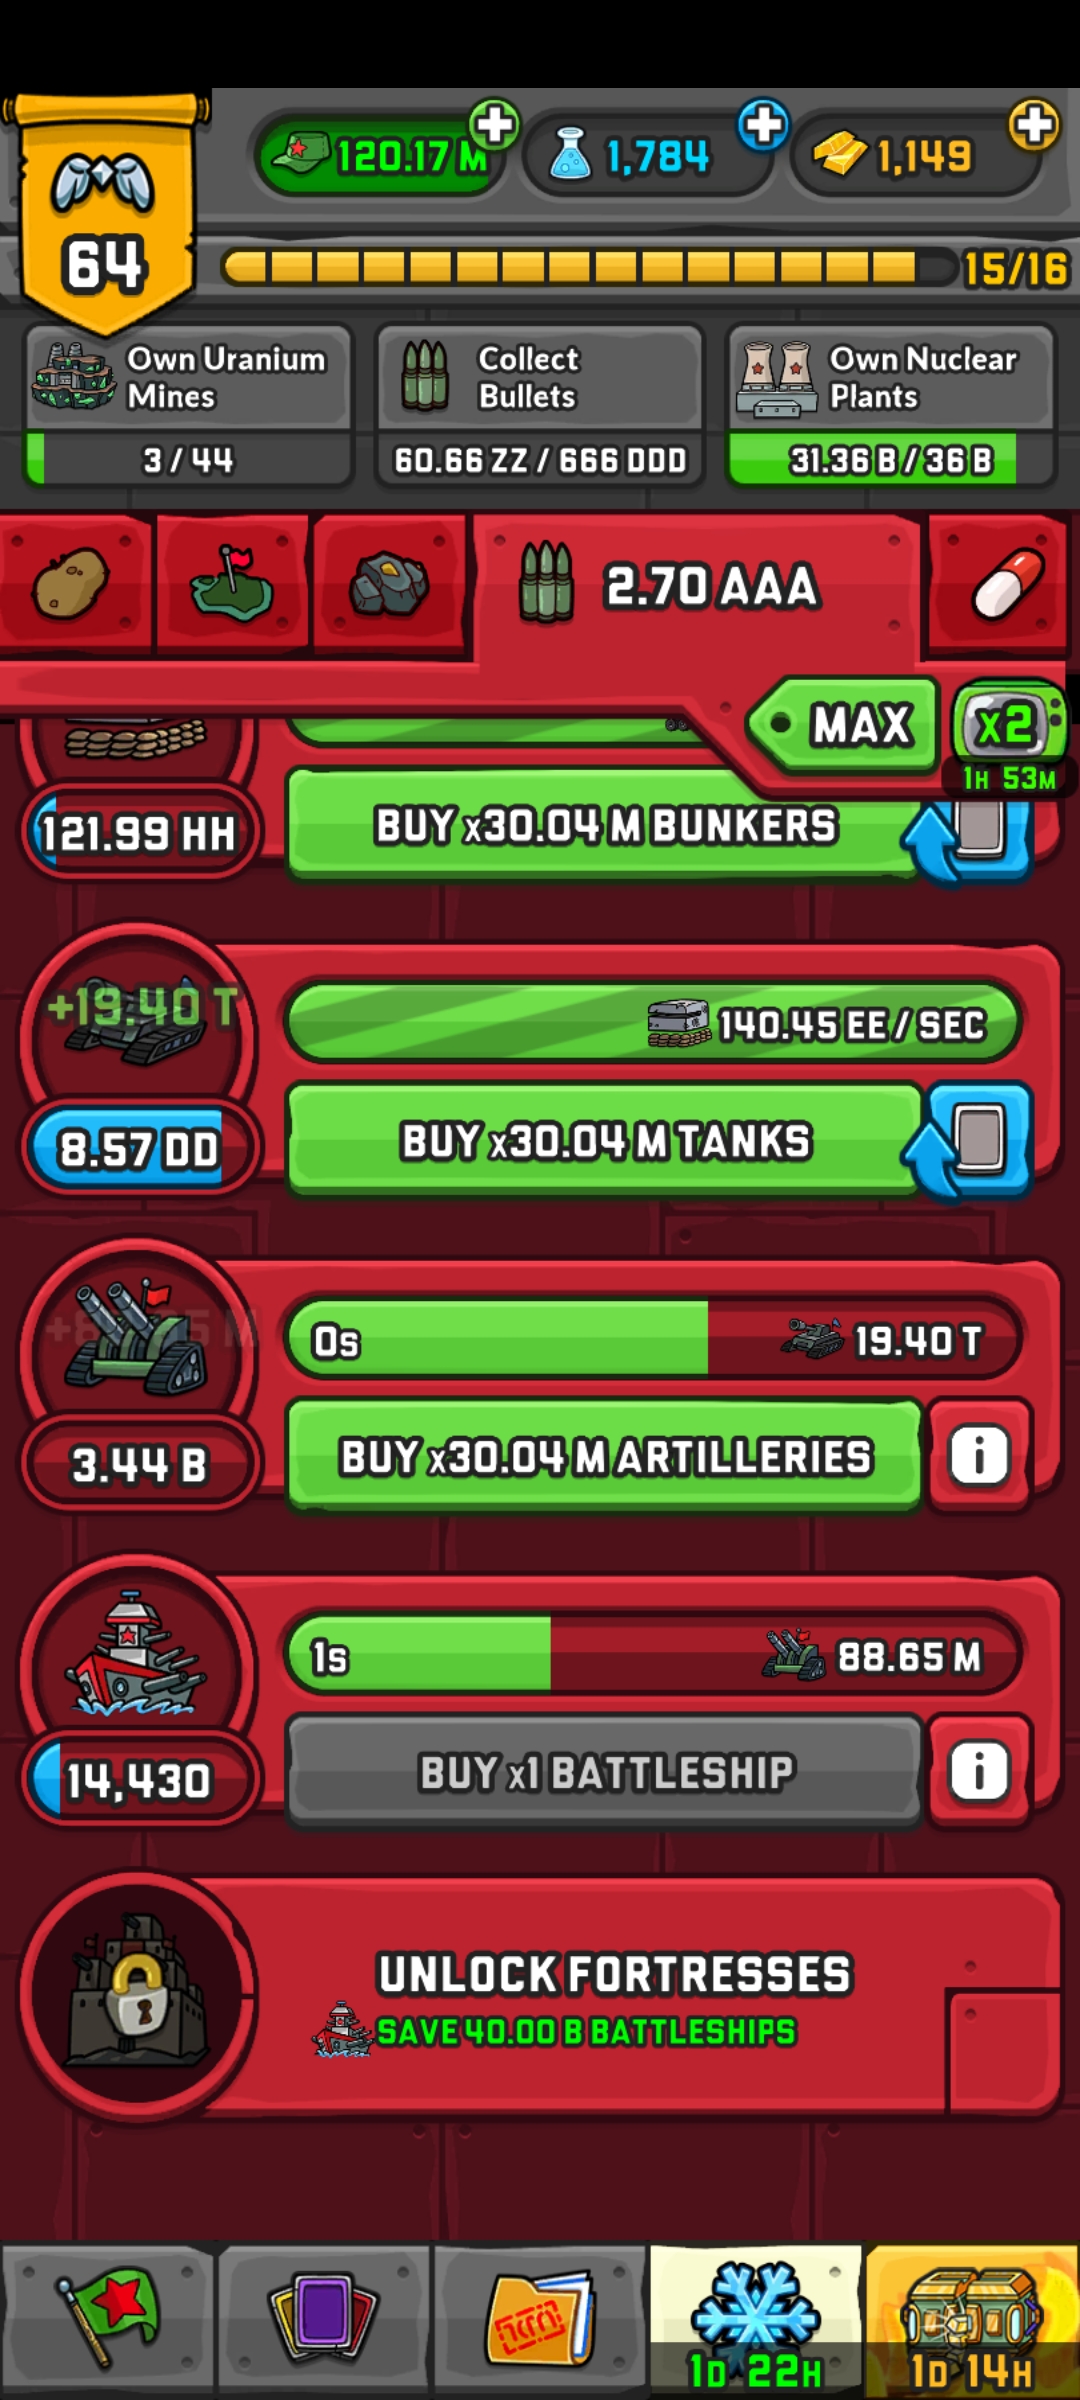 120.17 M
1,784
1,149
64
15/16
Own Uranium
Mines
3 / 44
Collect
Bullets
60.66 ZZ / 666 DDD
Own Nuclear
Plants
31.36 B / 36 B
2.70 AAA
MAX
X2
1H 53M
121.99 HH
BUY x30.04 M BUNKERS
+19.40 T
140.45 EE / SEC
8.57 DD
BUY x30.04 M TANKS
0s
19.40 T
3.44 B
BUY x30.04 M ARTILLERIES
i
1s
88.65 M
14,430
BUY x1 BATTLESHIP
i
UNLOCK FORTRESSES
SAVE 40.00 B BATTLESHIPS
1D 22H
1D 14H